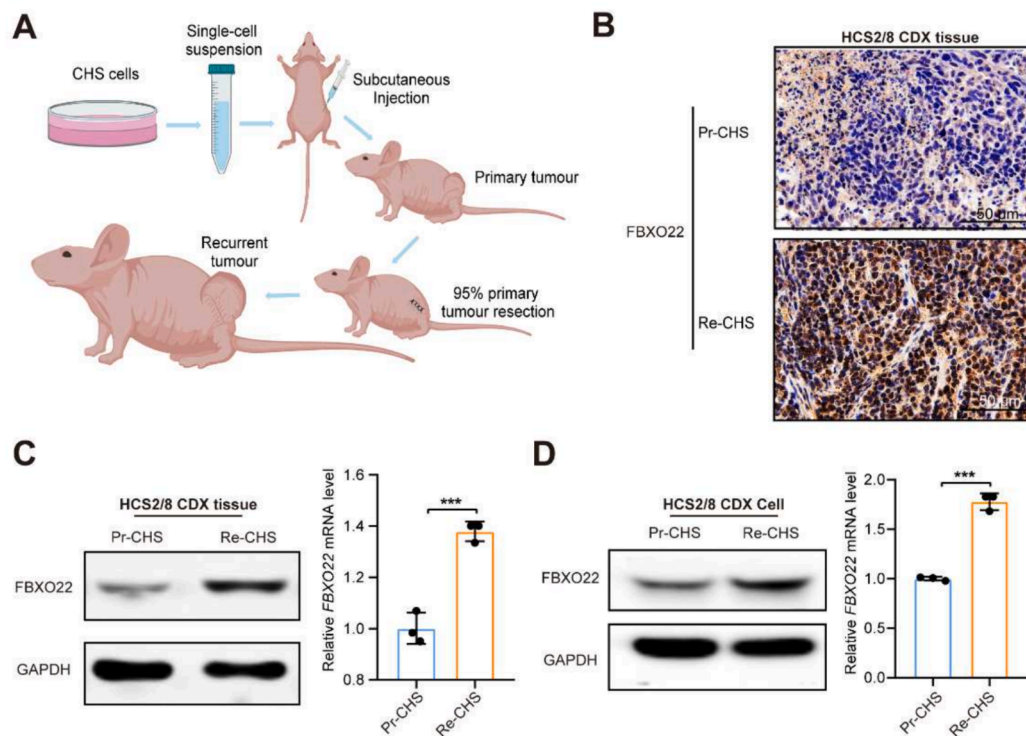 A
CHS cells
Single-cell
suspension
Subcutaneous
Injection
Primary tumour
95% primary
tumour resection
Recurrent
tumour
B
HCS2/8 CDX tissue
FBXO22
Pr-CHS
50 μm
Re-CHS
50 μm
C
HCS2/8 CDX tissue
Pr-CHS Re-CHS
FBXO22
GAPDH
Relative FBXO22 mRNA level
1.6
1.4
1.2
1.0
0.8
***
Pr-CHS
Re-CHS
D
HCS2/8 CDX Cell
Pr-CHS Re-CHS
FBXO22
GAPDH
Relative FBXO22 mRNA level
2.0
1.5
1.0
0.5
0.0
***
Pr-CHS
Re-CHS